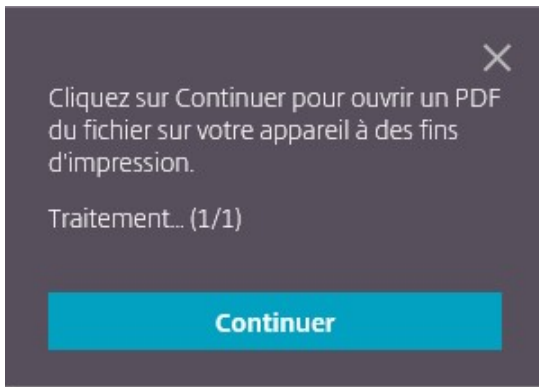 Cliquez sur Continuer pour ouvrir un PDF
du fichier sur votre appareil à des fins
d'impression.
Traitement... (1/1)
Continuer